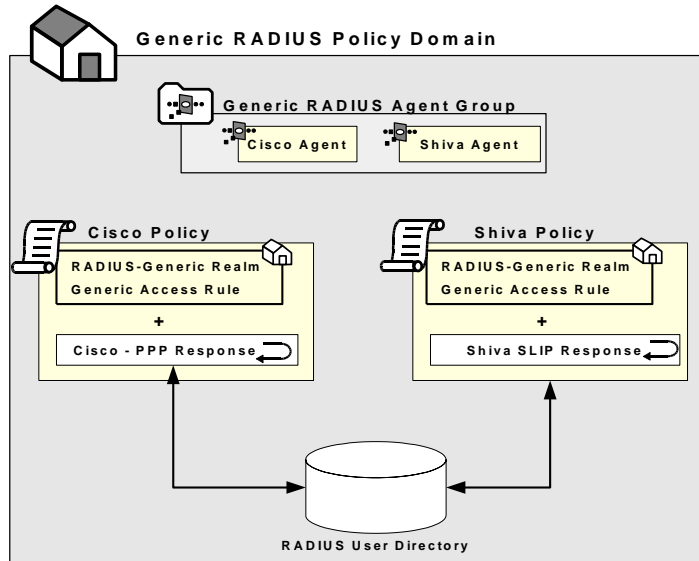 Generic RADIUS Policy Domain
Generic RADIUS Agent Group
Cisco Agent
Shiva Agent
Cisco Policy
RADIUS-Generic Realm
Generic Access Rule
+
Cisco - PPP Response
Shiva Policy
RADIUS-Generic Realm
Generic Access Rule
+
Shiva SLIP Response
RADIUS User Directory